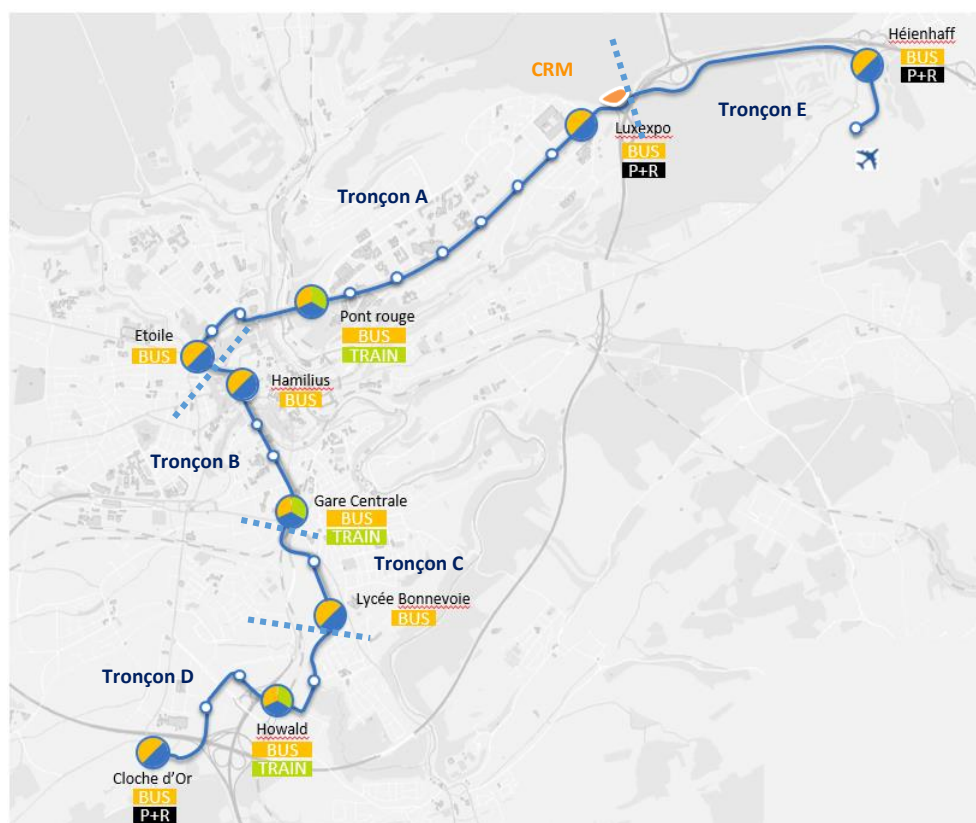 Héienhaff
BUS
P+R
CRM
Tronçon E
Luxexpo
BUS
P+R
Tronçon A
Pont rouge
BUS
TRAIN
Etoile
BUS
Hamilius
BUS
Tronçon B
Gare Centrale
BUS
TRAIN
Tronçon C
Lycée Bonnevoie
BUS
Tronçon D
Howald
BUS
TRAIN
Cloche d'Or
BUS
P+R